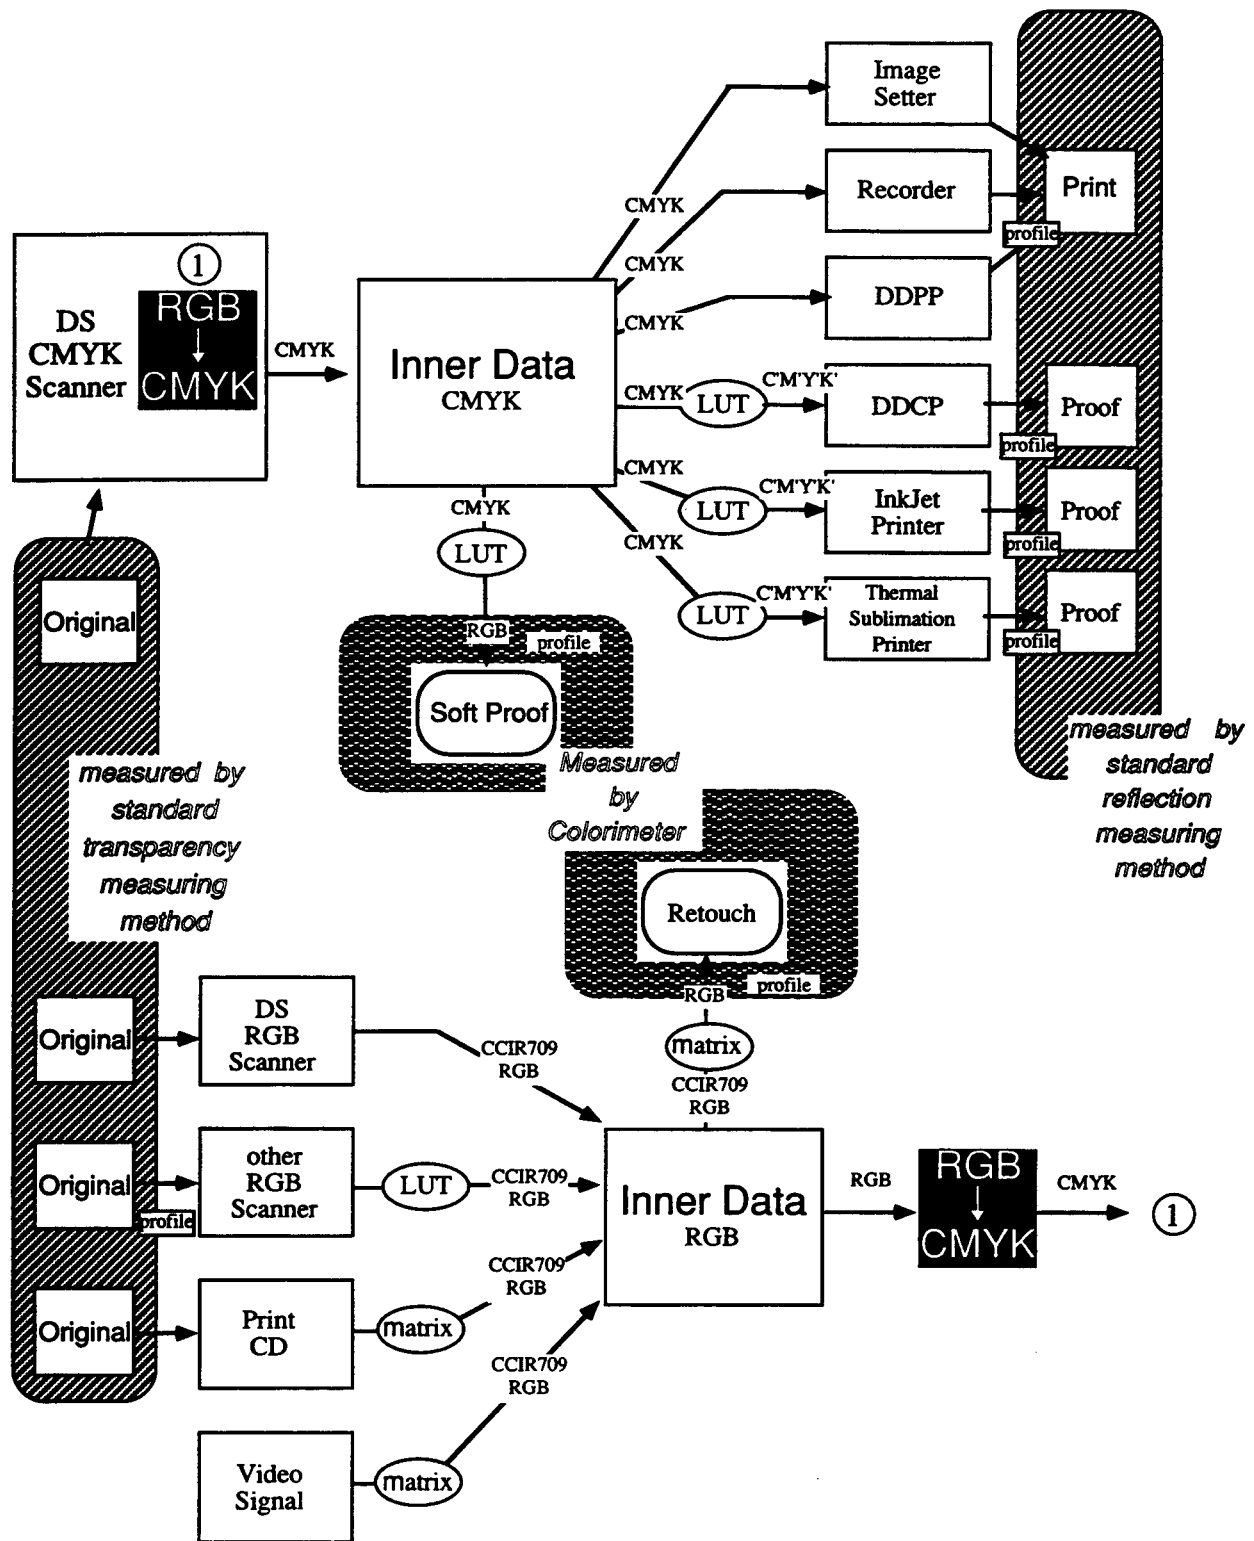 Image
Setter
CMYK
Recorder
Print
profile
CMYK
DDPP
CMYK
1
RGB
CMYK
DS
CMYK
Scanner
CMYK
Inner Data
CMYK
CMYK
LUT
C'M'Y'K'
DDCP
Proof
profile
CMYK
LUT
C'M'Y'K'
InkJet
Printer
Proof
profile
CMYK
LUT
C'M'Y'K'
Thermal
Sublimation
Printer
Proof
profile
CMYK
LUT
RGB
profile
Soft Proof
Original
measured by
standard
transparency
measuring
method
Measured
by
Colorimeter
measured by
standard
reflection
measuring
method
Retouch
RGB
profile
matrix
CCIR709
RGB
Original
DS
RGB
Scanner
CCIR709
RGB
Original
profile
other
RGB
Scanner
LUT
CCIR709
RGB
Inner Data
RGB
RGB
RGB
CMYK
CMYK
1
Original
Print
CD
matrix
CCIR709
RGB
Video
Signal
matrix
CCIR709
RGB